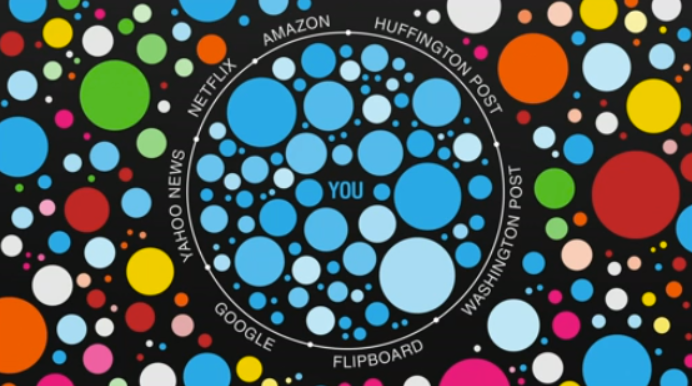 AMAZON
HUFFINGTON POST
NETFLIX
YAHOO NEWS
YOU
WASHINGTON POST
GOOGLE
FLIPBOARD